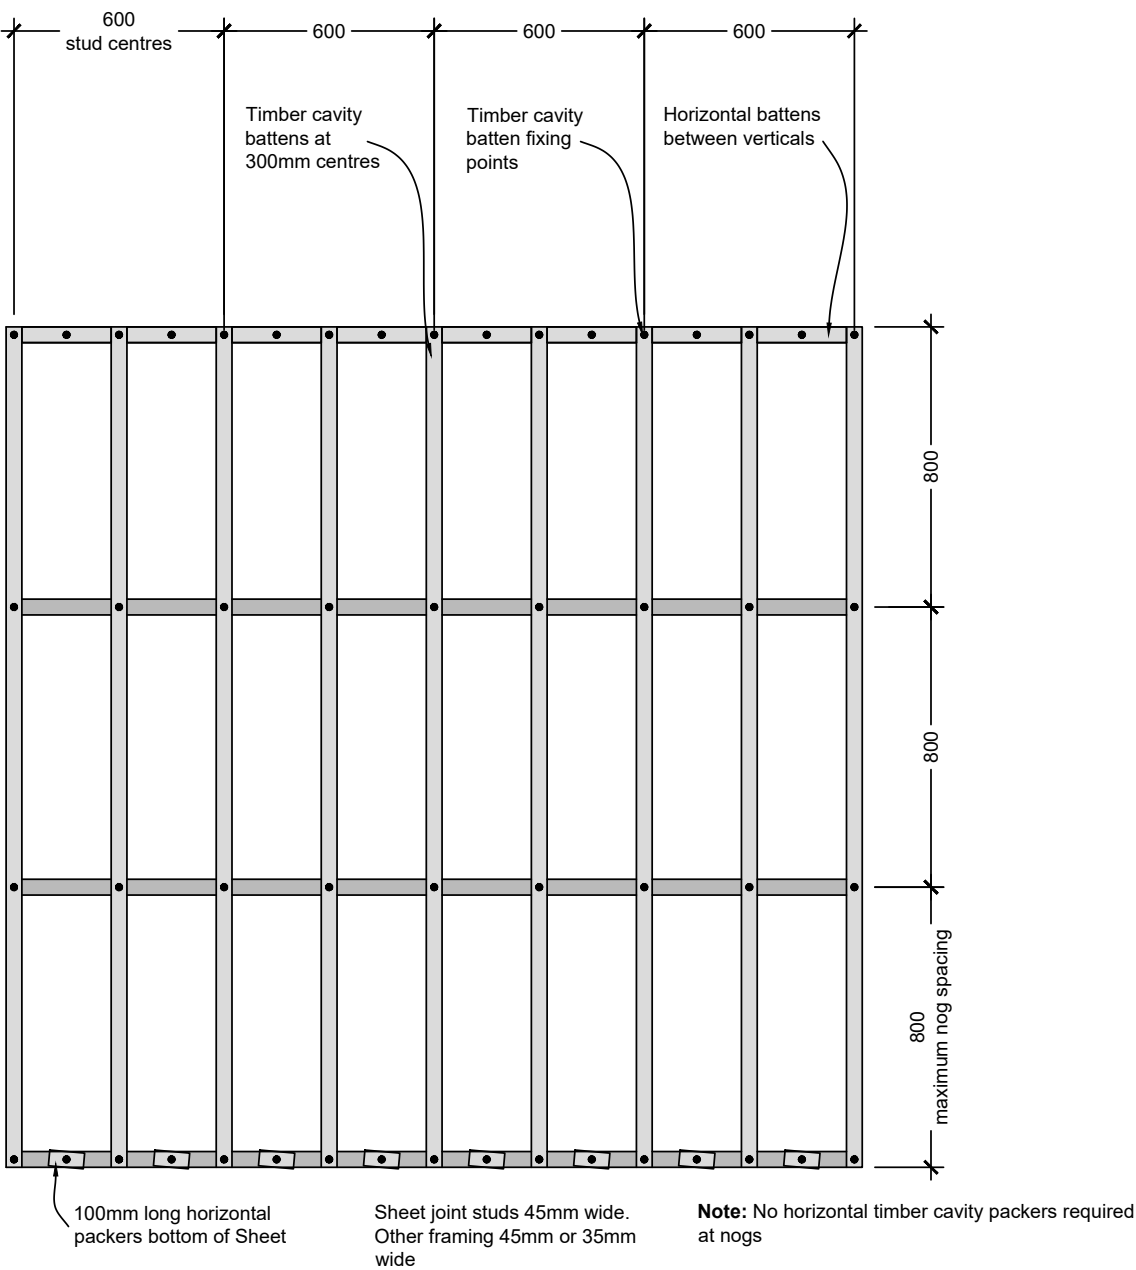 600
stud centres
600
600
600
Timber cavity
battens at
300mm centres
Timber cavity
batten fixing
points
Horizontal battens
between verticals
800
800
800
maximum nog spacing
100mm long horizontal
packers bottom of Sheet
Sheet joint studs 45mm wide.
Other framing 45mm or 35mm
wide
Note: No horizontal timber cavity packers required
at nogs